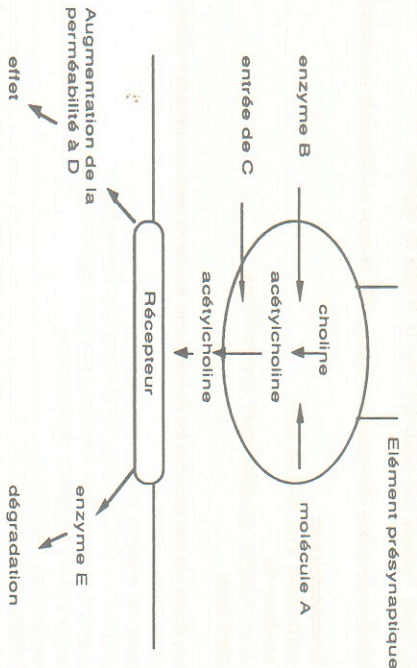 Elément présynaptique
enzyme B
choline
molécule A
acétylcholine
entrée de C
acétylcholine
Récepteur
Augmentation de la
perméabilité à D
enzyme E
effet
dégradation